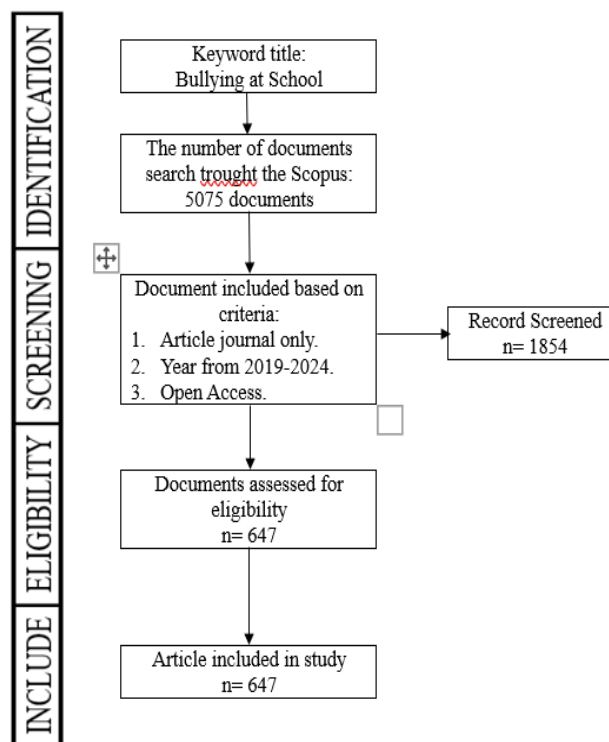 IDENTIFICATION
Keyword title:
Bullying at School
The number of documents
search trought the Scopus:
5075 documents
SCREENING
Document included based on
criteria:
1. Article journal only.
2. Year from 2019-2024.
3. Open Access.
Record Screened
n= 1854
ELIGIBILITY
Documents assessed for
eligibility
n= 647
INCLUDE
Article included in study
n= 647